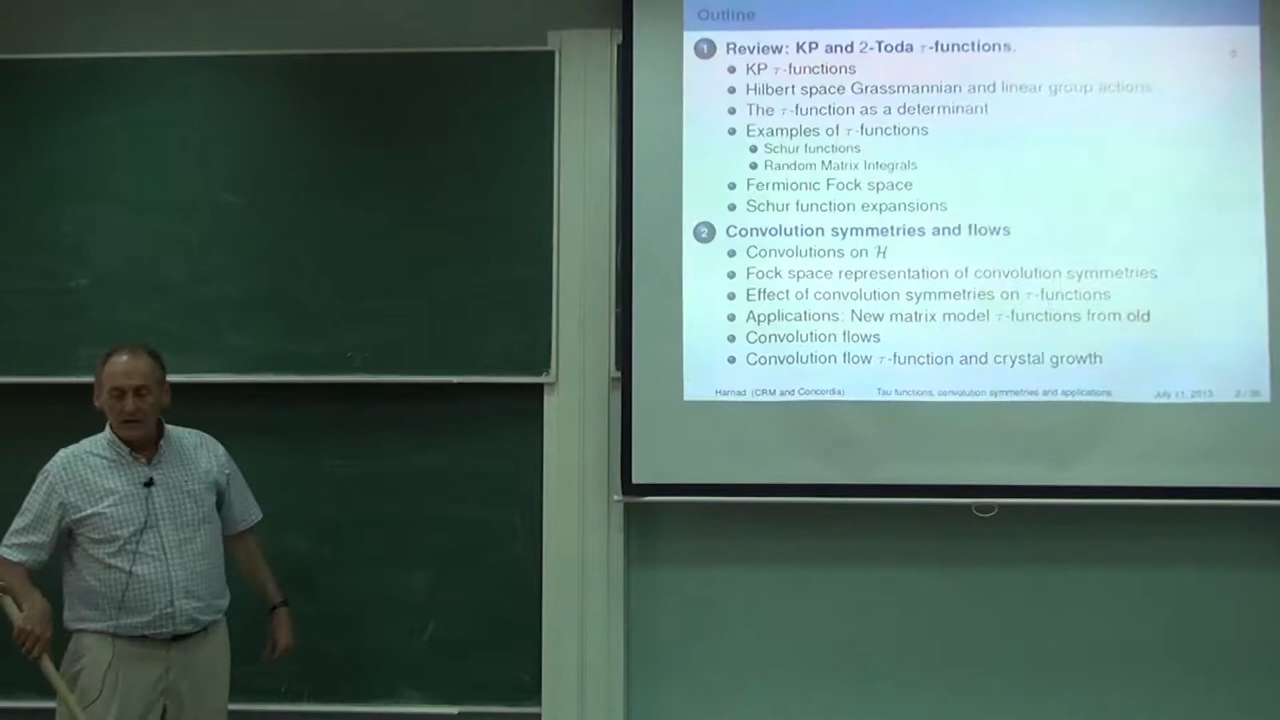 Outline
1 Review: KP and 2-Toda τ-functions.
KP τ-functions
Hilbert space Grassmannian and linear group actions
The τ-function as a determinant
Examples of τ-functions
Schur functions
Random Matrix Integrals
Fermionic Fock space
Schur function expansions
2 Convolution symmetries and flows
Convolutions on ℋ
Fock space representation of convolution symmetries
Effect of convolution symmetries on τ-functions
Applications: New matrix model τ-functions from old
Convolution flows
Convolution flow τ-function and crystal growth
Harnad (CRM and Concordia) Tau functions, convolution symmetries and applications July 11, 2013 2 /